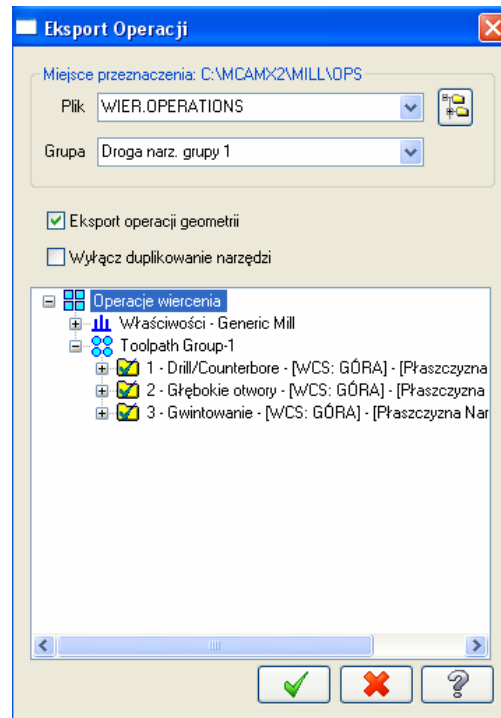 Eksport Operacji
Miejsce przeznaczenia: C:\MCAMX2\MILL\OPS
Plik WIER.OPERATIONS
Grupa Droga narz. grupy 1
Eksport operacji geometrii
Wyłącz duplikowanie narzędzi
Operacje wiercenia
Właściwości - Generic Mill
Toolpath Group-1
1 - Drill/Counterbore - [WCS: GÓRA] - [Płaszczyzna
2 - Głębokie otwory - [WCS: GÓRA] - [Płaszczyzna
3 - Gwintowanie - [WCS: GÓRA] - [Płaszczyzna Nar